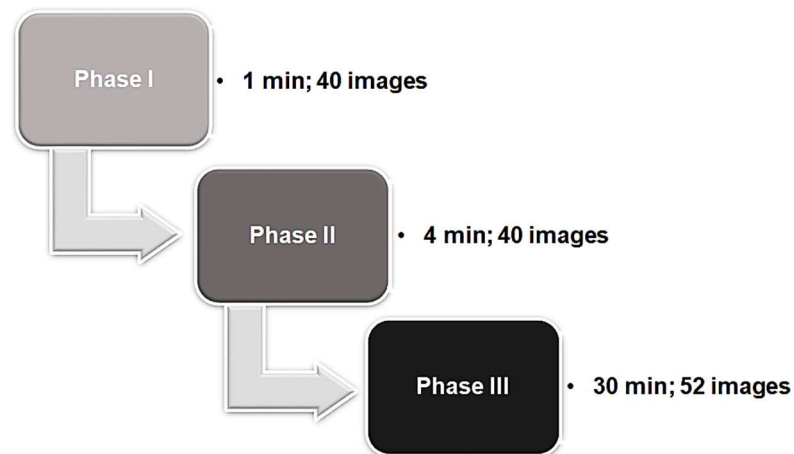 Phase I
• 1 min; 40 images
Phase II
• 4 min; 40 images
Phase III
• 30 min; 52 images